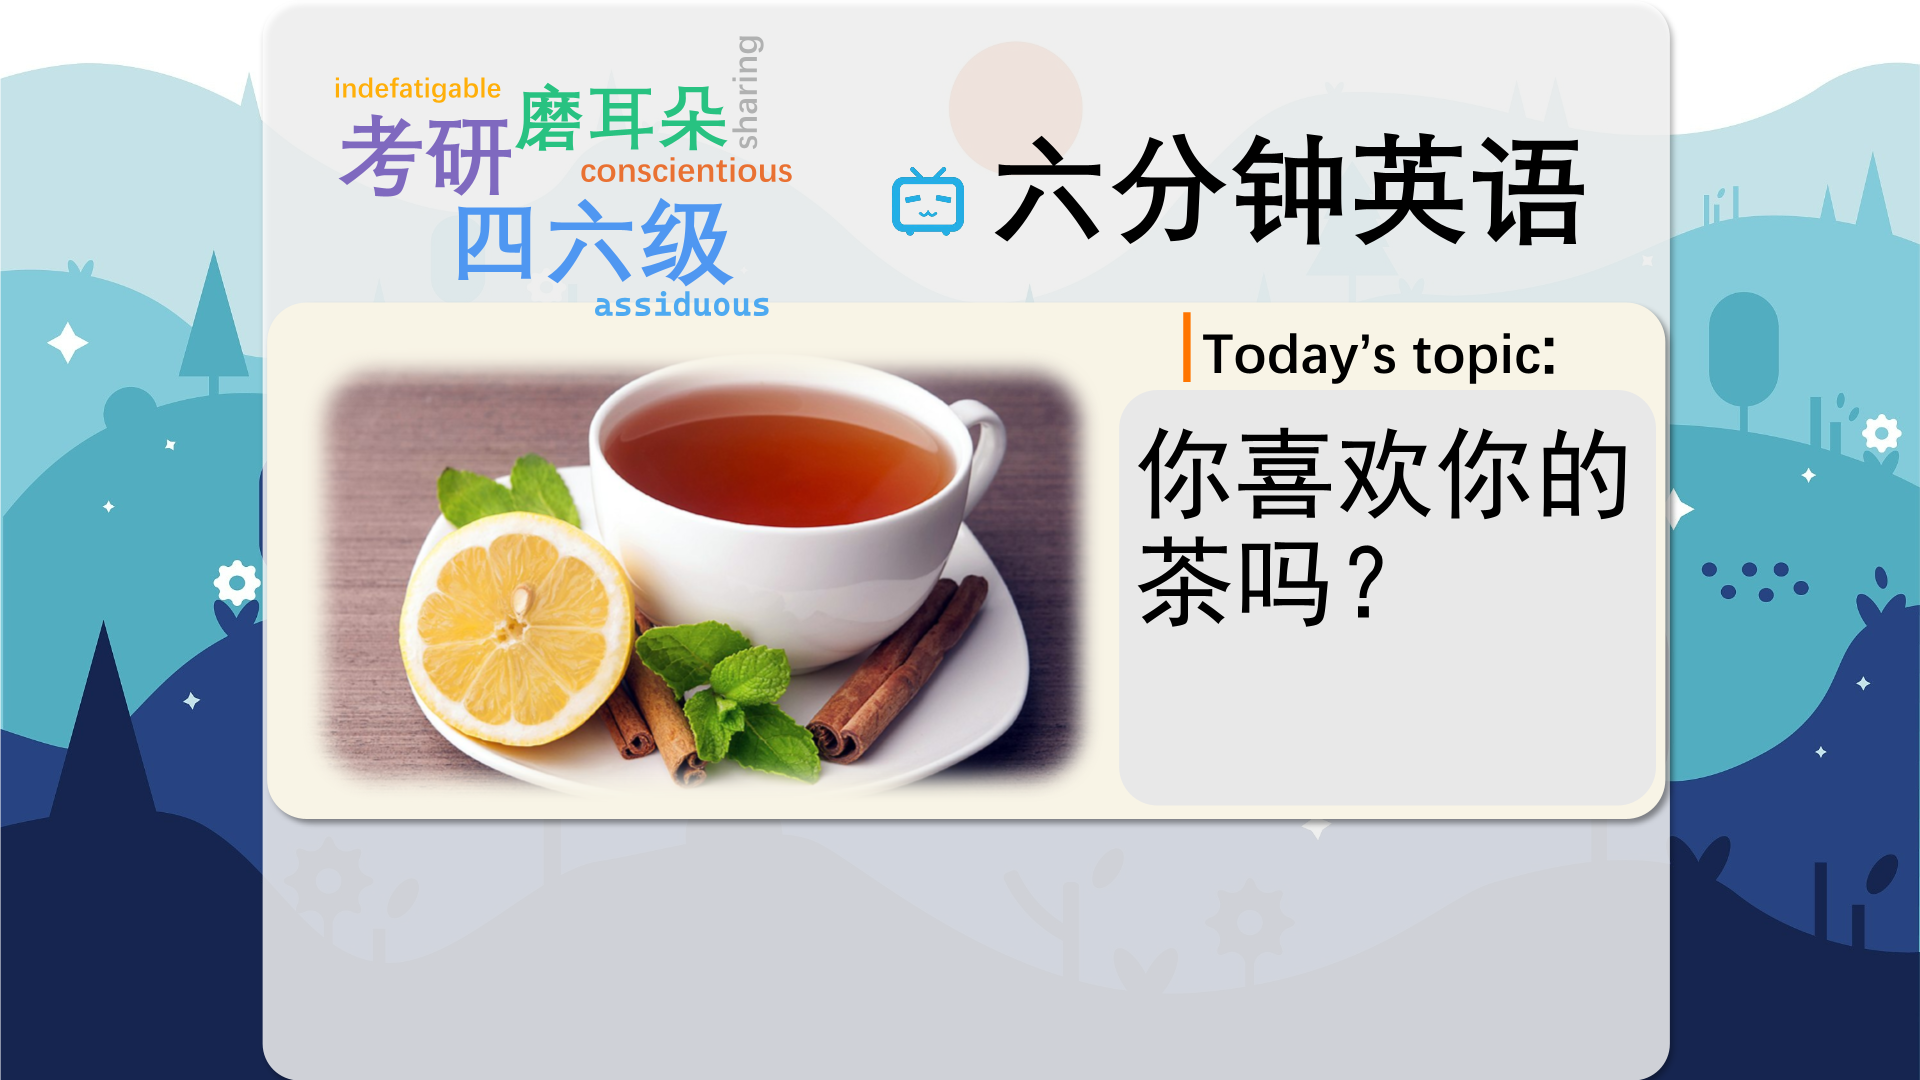 indefatigable
sharing
考研
磨耳朵
conscientious
四六级
assiduous
六分钟英语
Today’s topic:
你喜欢你的
茶吗？